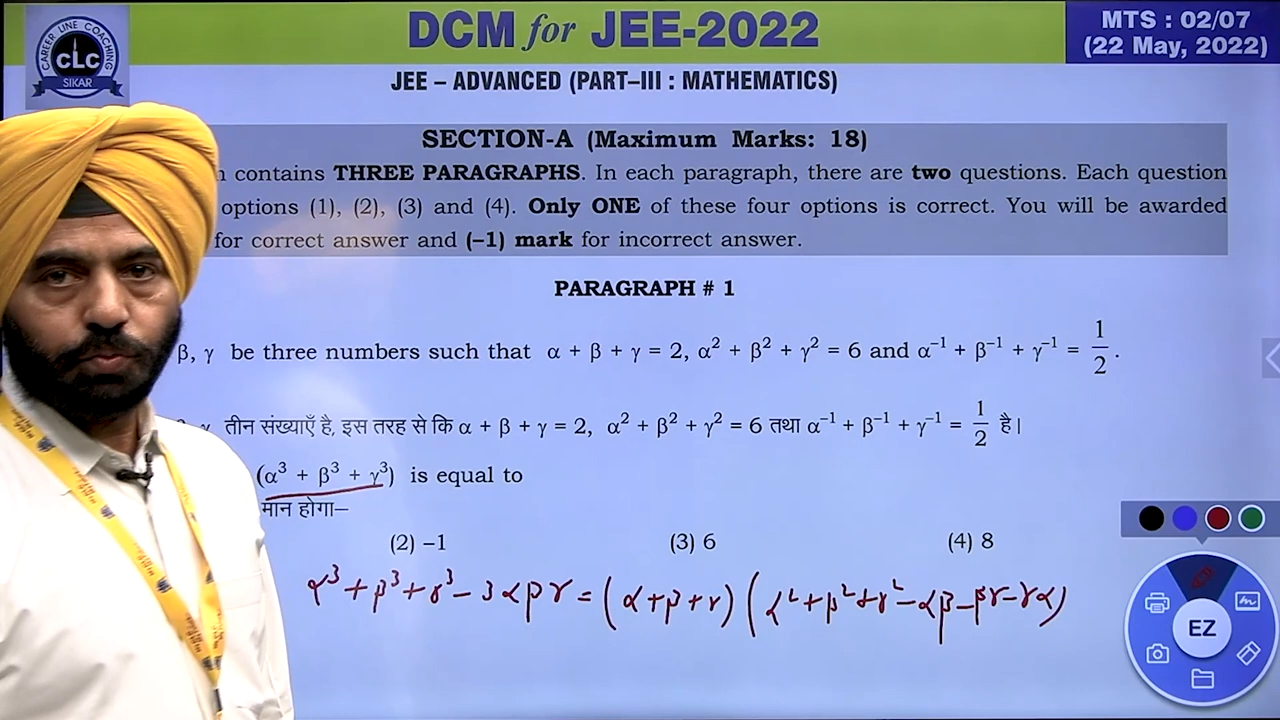 DCM for JEE-2022
MTS : 02/07
(22 May, 2022)
CAREER LINE COACHING
CLC
SIKAR
JEE – ADVANCED (PART–III : MATHEMATICS)
SECTION-A (Maximum Marks: 18)
contains THREE PARAGRAPHS. In each paragraph, there are two questions. Each question
options (1), (2), (3) and (4). Only ONE of these four options is correct. You will be awarded
for correct answer and (–1) mark for incorrect answer.
PARAGRAPH # 1
β, γ be three numbers such that α + β + γ = 2, α² + β² + γ² = 6 and α⁻¹ + β⁻¹ + γ⁻¹ = 1/2.
γ तीन संख्याएँ है, इस तरह से कि α + β + γ = 2, α² + β² + γ² = 6 तथा α⁻¹ + β⁻¹ + γ⁻¹ = 1/2 है।
(α³ + β³ + γ³) is equal to
मान होगा–
(2) –1 (3) 6 (4) 8
α³ + β³ + γ³ – 3αβγ = (α+β+γ) (α²+β²+γ²–αβ–βγ–γα)
EZ